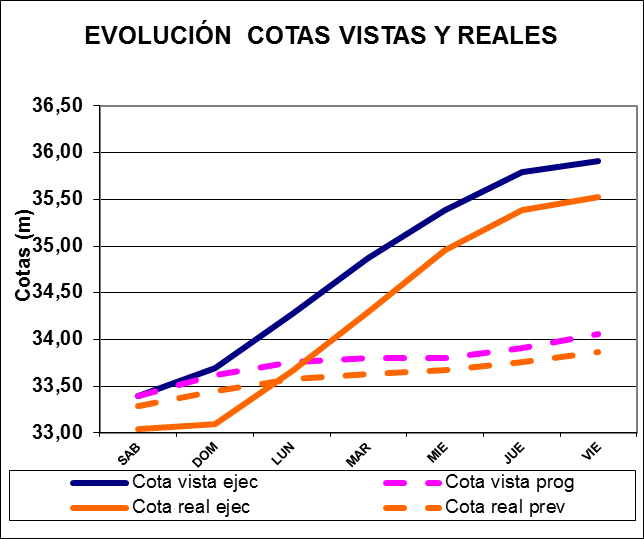 EVOLUCIÓN COTAS VISTAS Y REALES
Cotas (m)
36,50
36,00
35,50
35,00
34,50
34,00
33,50
33,00
SAB DOM LUN MAR MIE JUE VIE
Cota vista ejec Cota vista prog
Cota real ejec Cota real prev